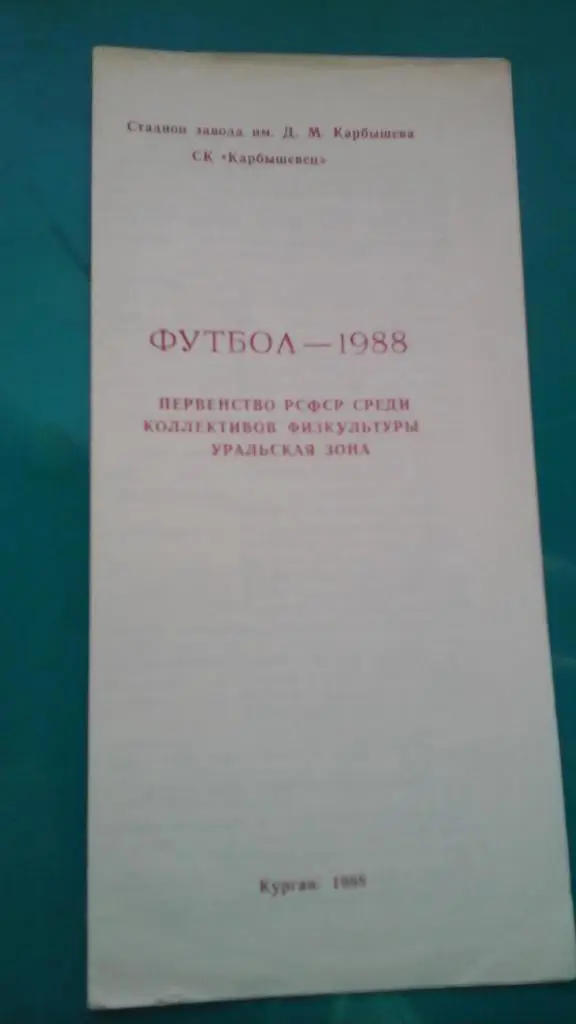 Стадион завода им. Д. М. Карбышева
СК «Карбышевец»
ФУТБОЛ — 1988
ПЕРВЕНСТВО РСФСР СРЕДИ
КОЛЛЕКТИВОВ ФИЗКУЛЬТУРЫ
УРАЛЬСКАЯ ЗОНА
Курган. 1988